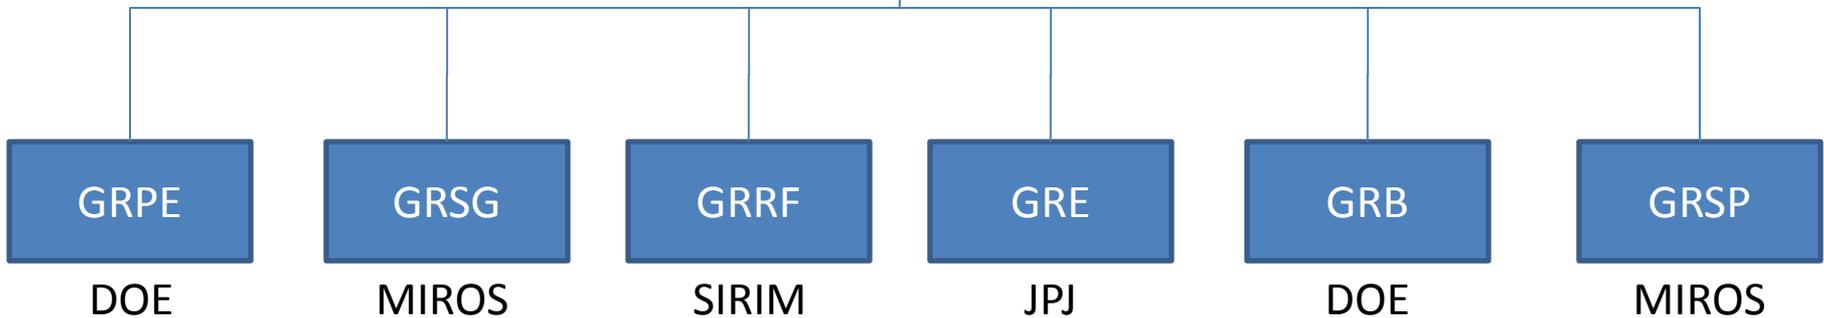 GRPE GRSG GRRF GRE GRB GRSP
DOE MIROS SIRIM JPJ DOE MIROS